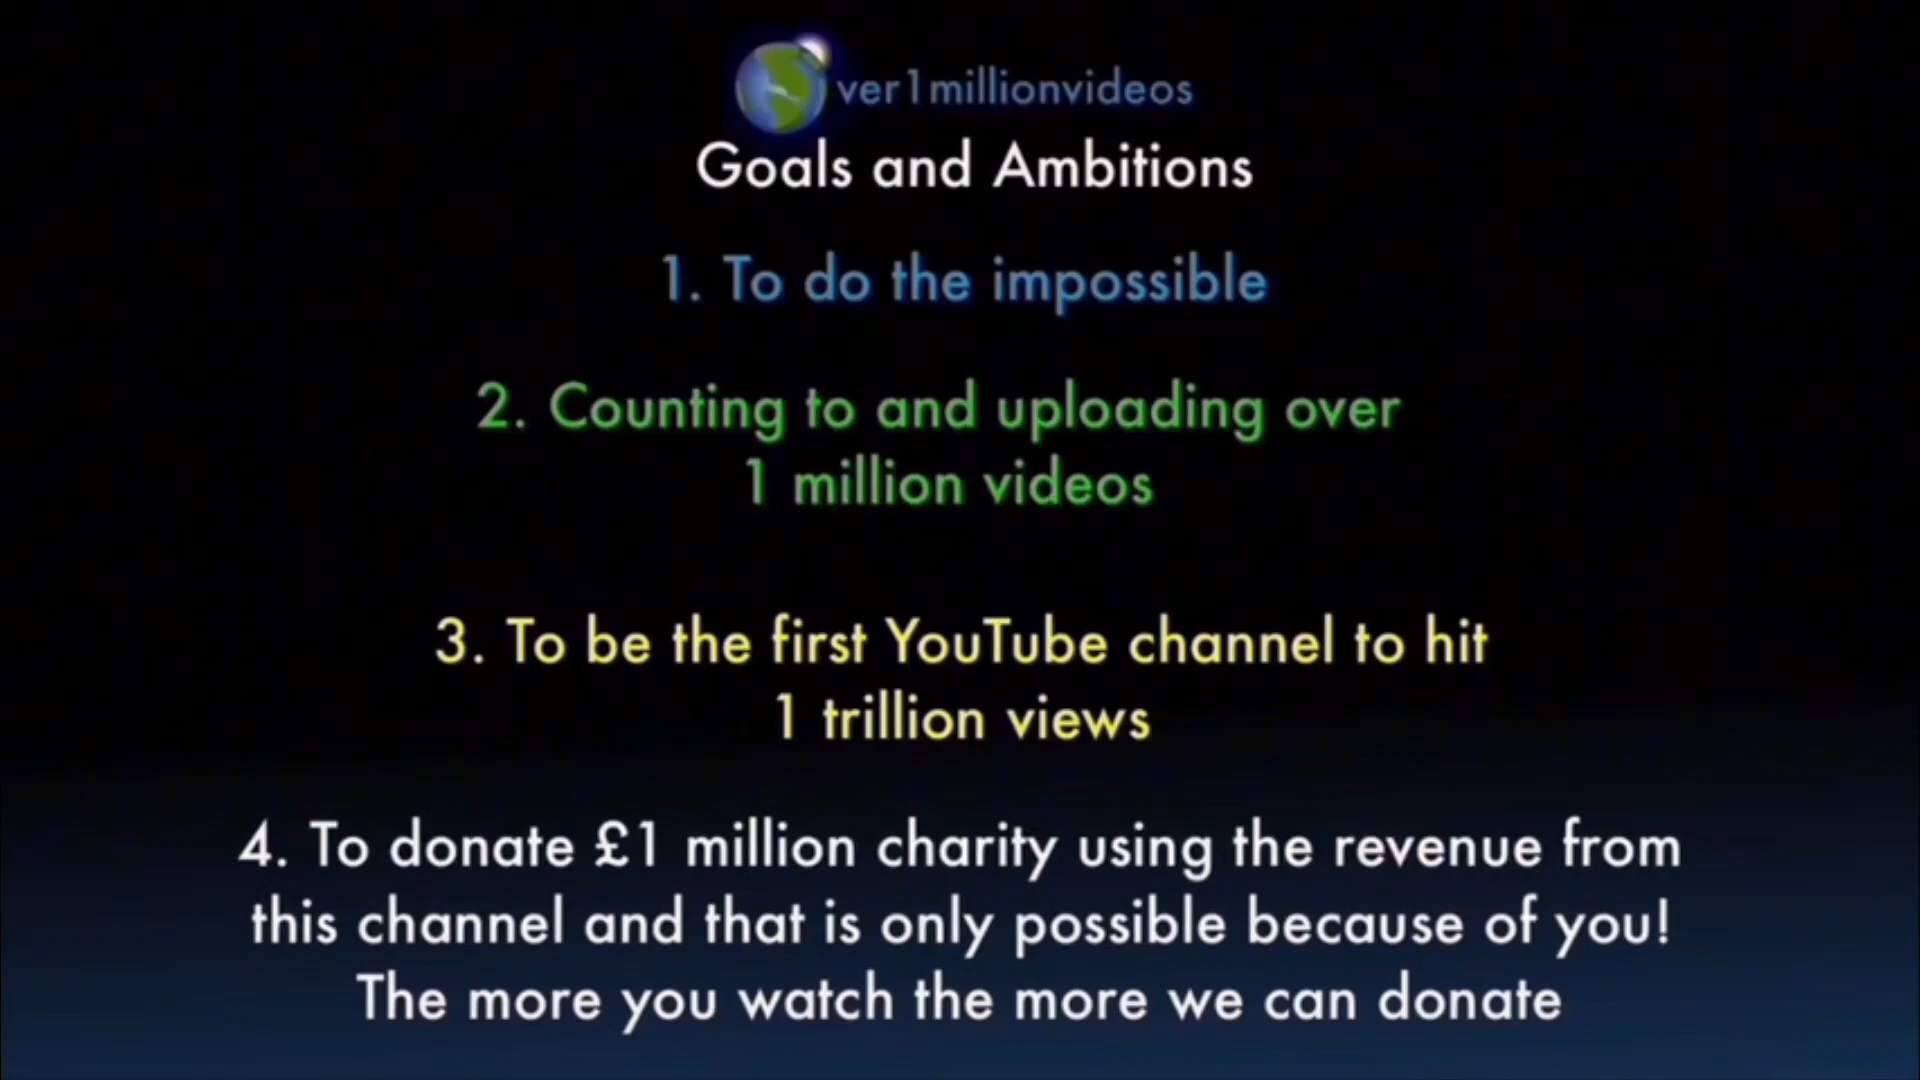 ver1millionvideos
Goals and Ambitions
1. To do the impossible
2. Counting to and uploading over
1 million videos
3. To be the first YouTube channel to hit
1 trillion views
4. To donate £1 million charity using the revenue from
this channel and that is only possible because of you!
The more you watch the more we can donate